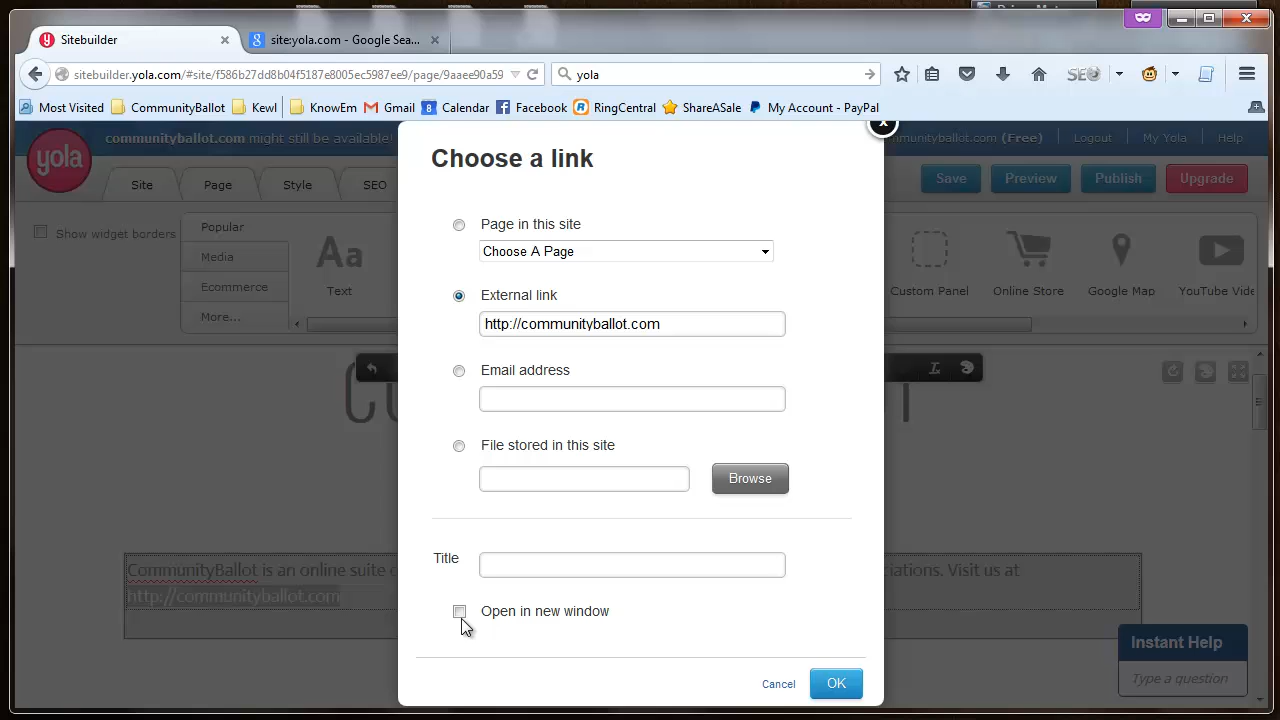 Sitebuilder
site:yola.com - Google Sea...
sitebuilder.yola.com/#site/f586b27dd8b04f5187e8005ec5987ee9/page/9aaee90a59
yola
SEO
Most Visited CommunityBallot Kewl KnowEm Gmail 8 Calendar Facebook RingCentral ShareASale My Account - PayPal
communityballot.com might still be available!
communityballot.com (Free) Logout My Yola Help
yola
Site Page Style SEO
Save Preview Publish Upgrade
Show widget borders
Popular
Media
Ecommerce
More...
Aa
Text
Custom Panel Online Store Google Map YouTube Vide
Choose a link
x
Page in this site
Choose A Page
External link
http://communityballot.com
Email address
File stored in this site
Browse
Title
Open in new window
Cancel OK
CommunityBallot is an online suite
ciations. Visit us at
http://communityballot.com
Instant Help
Type a question